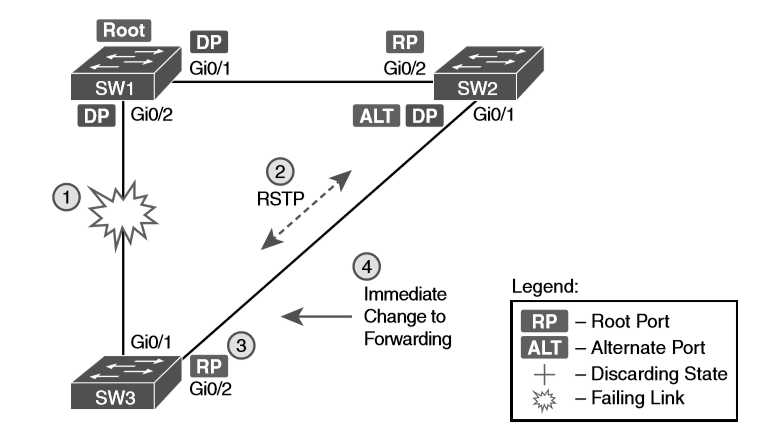 Root
DP
Gi0/1
RP
Gi0/2
SW1
SW2
DP
Gi0/2
ALT DP
Gi0/1
1
2
RSTP
4
Immediate
Change to
Forwarding
Gi0/1
3
RP
Gi0/2
SW3
Legend:
RP – Root Port
ALT – Alternate Port
– Discarding State
– Failing Link